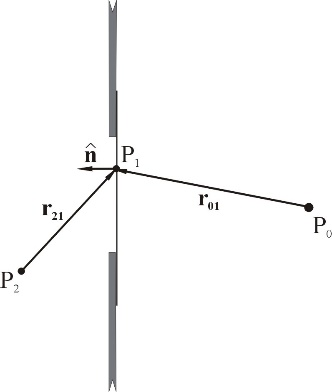 n̂
P₁
r₂₁
r₀₁
P₀
P₂